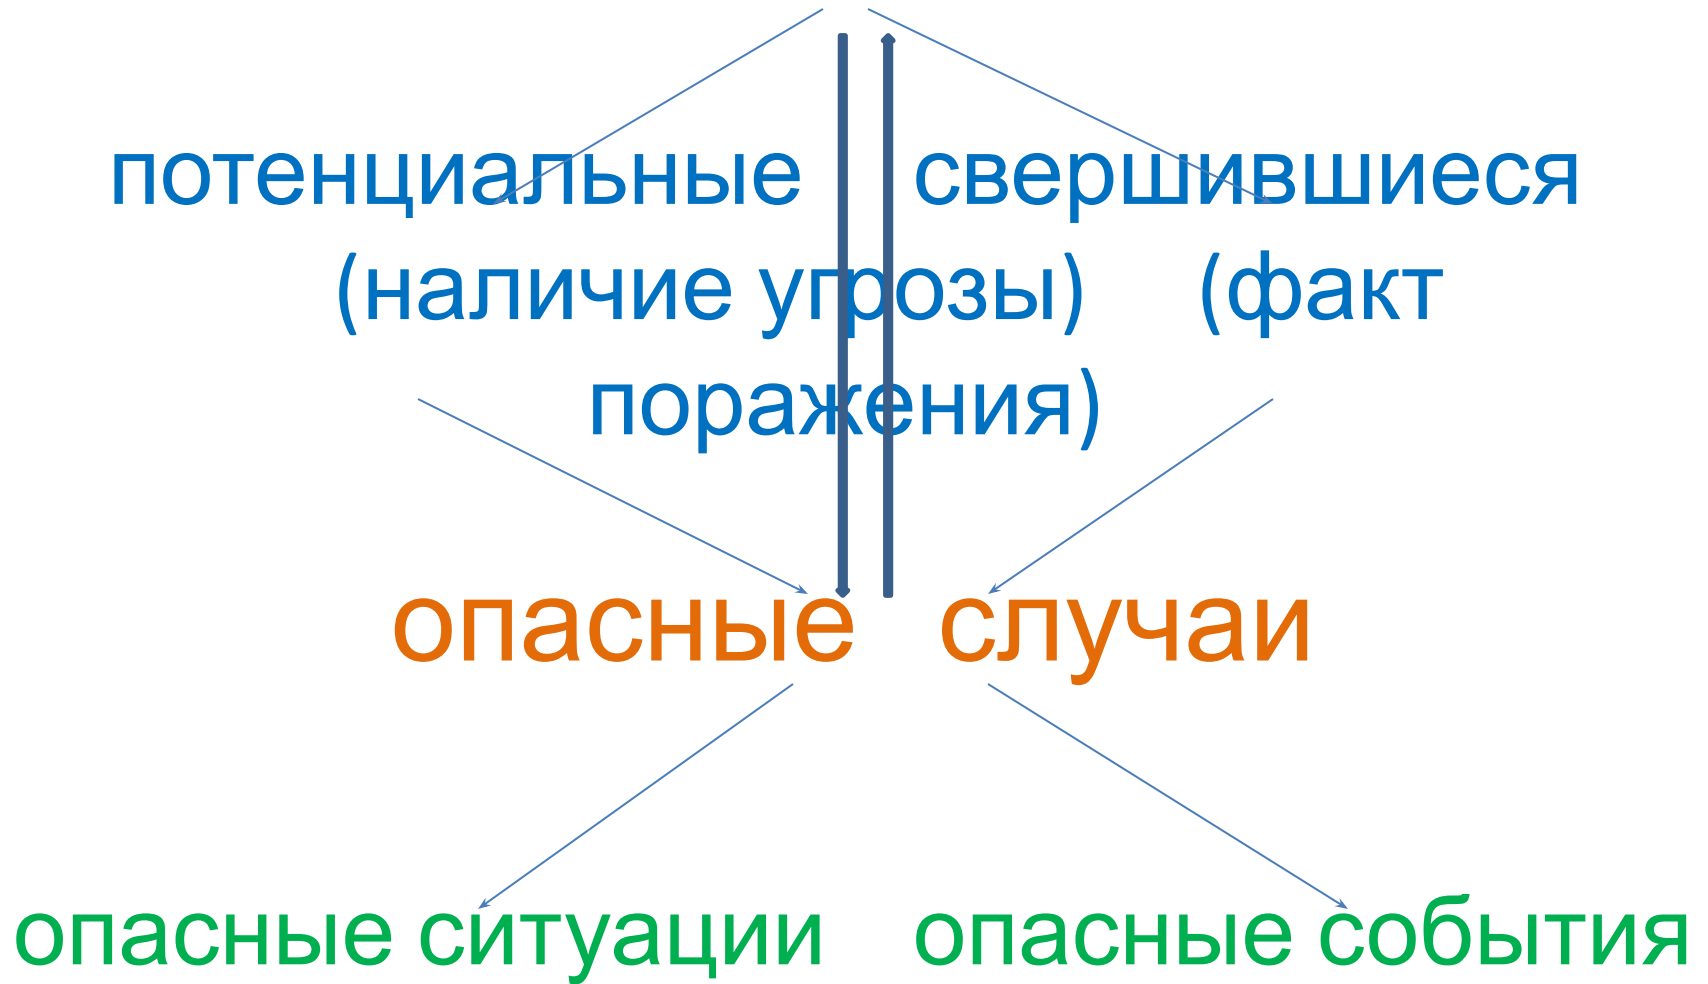 потенциальные свершившиеся
(наличие угрозы) (факт
поражения)
опасные случаи
опасные ситуации опасные события